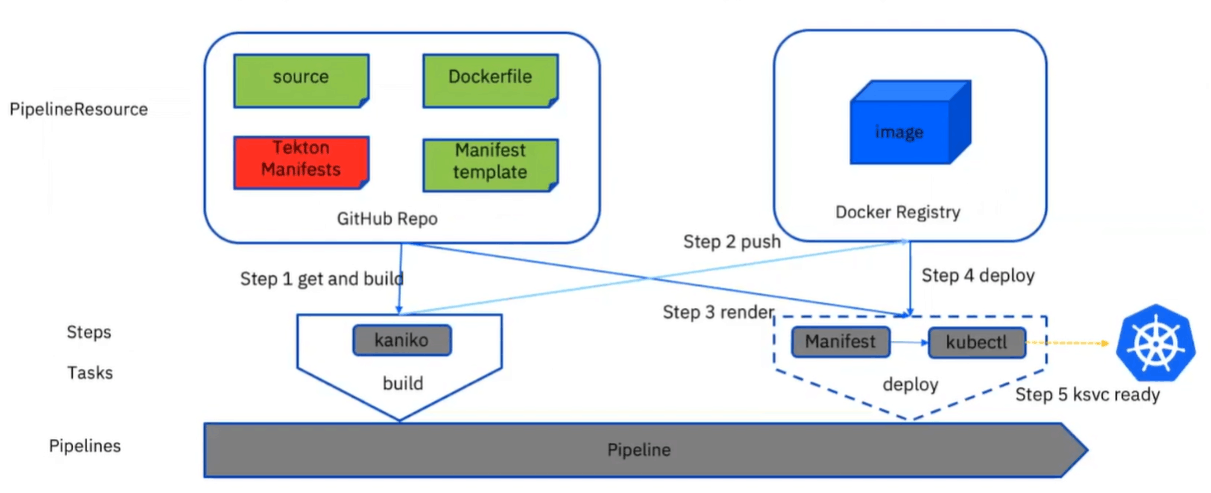 source
Dockerfile
PipelineResource
image
Tekton
Manifests
Manifest
template
GitHub Repo
Docker Registry
Step 2 push
Step 1 get and build
Step 4 deploy
Step 3 render
Steps
kaniko
Manifest
kubectl
Tasks
build
deploy
Step 5 ksvc ready
Pipelines
Pipeline